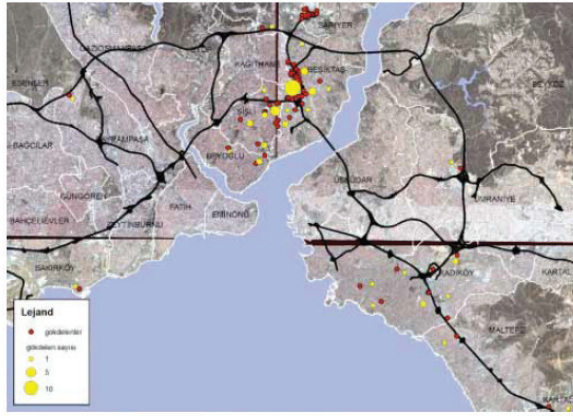 SARIYER
GAZİOSMANPAŞA
KAĞITHANE
BEŞİKTAŞ
ESENLER
BEYKOZ
ŞİŞLİ
BAYRAMPAŞA
BAĞCILAR
BEYOĞLU
ÜSKÜDAR
GÜNGÖREN
ÜMRANİYE
FATİH
EMİNÖNÜ
BAHÇELİEVLER
ZEYTİNBURNU
BAKIRKÖY
KADIKÖY
KARTAL
MALTEPE
KARTAL
Lejand
gökdelenler
gökdelen sayısı
1
5
10